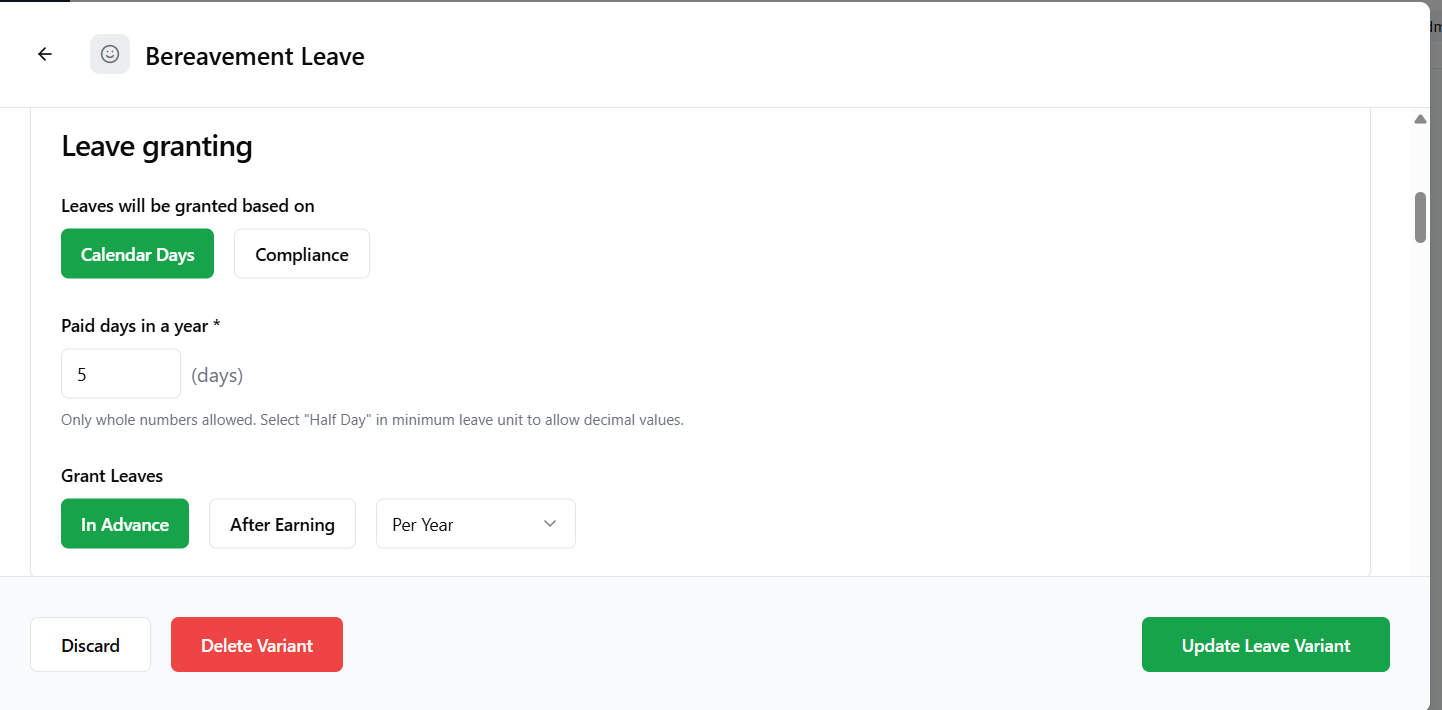 Bereavement Leave
Leave granting
Leaves will be granted based on
Calendar Days
Compliance
Paid days in a year *
5
(days)
Only whole numbers allowed. Select "Half Day" in minimum leave unit to allow decimal values.
Grant Leaves
In Advance
After Earning
Per Year
Discard
Delete Variant
Update Leave Variant